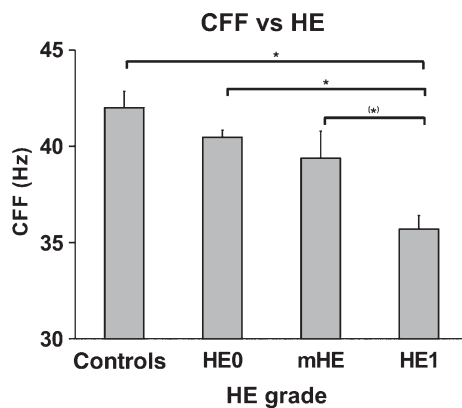 CFF vs HE
45
*
*
(*)
40
CFF (Hz)
35
30
Controls HE0 mHE HE1
HE grade